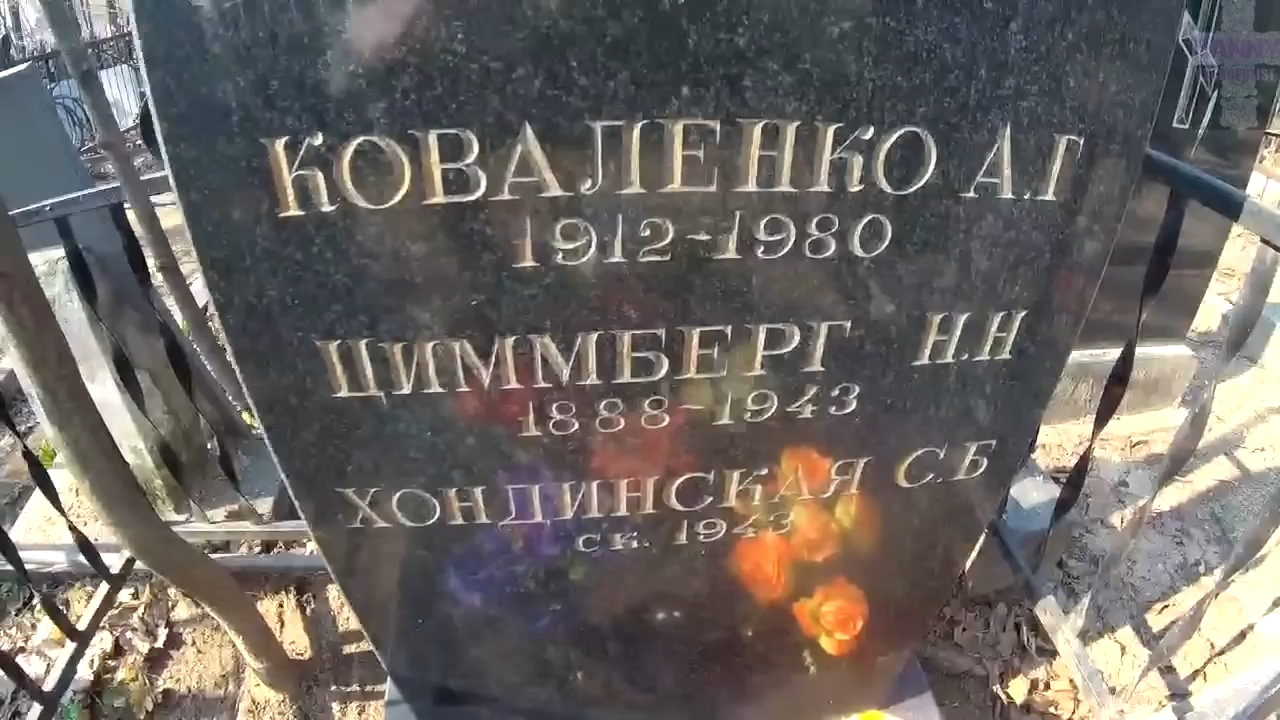 КОВАЛЕНКО А.Г
1912-1980
ЦИММБЕРГ Н.Н
1888-1943
ХОНДИНСКАЯ С.Б
ск. 1943